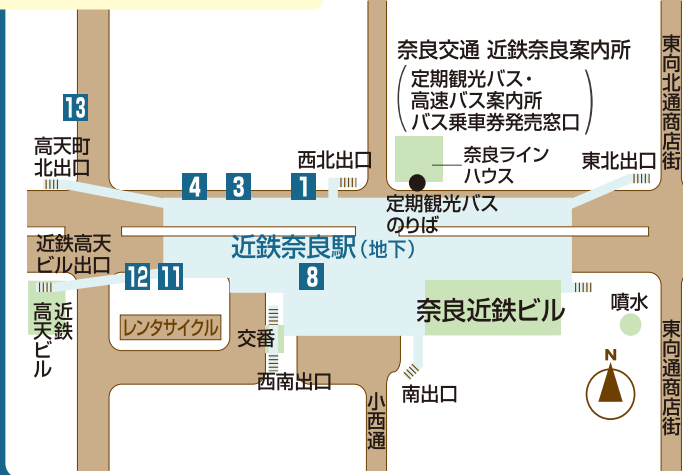 奈良交通 近鉄奈良案内所
定期観光バス・
高速バス案内所
バス乗車券発売窓口
東向北通商店街
13
高天町
北出口
4
3
1
西北出口
奈良ライン
ハウス
東北出口
定期観光バス
のりば
近鉄高天
ビル出口
近鉄奈良駅(地下)
12
11
8
近鉄
高天ビル
レンタサイクル
交番
奈良近鉄ビル
噴水
西南出口
南出口
小西通
N
東向通商店街